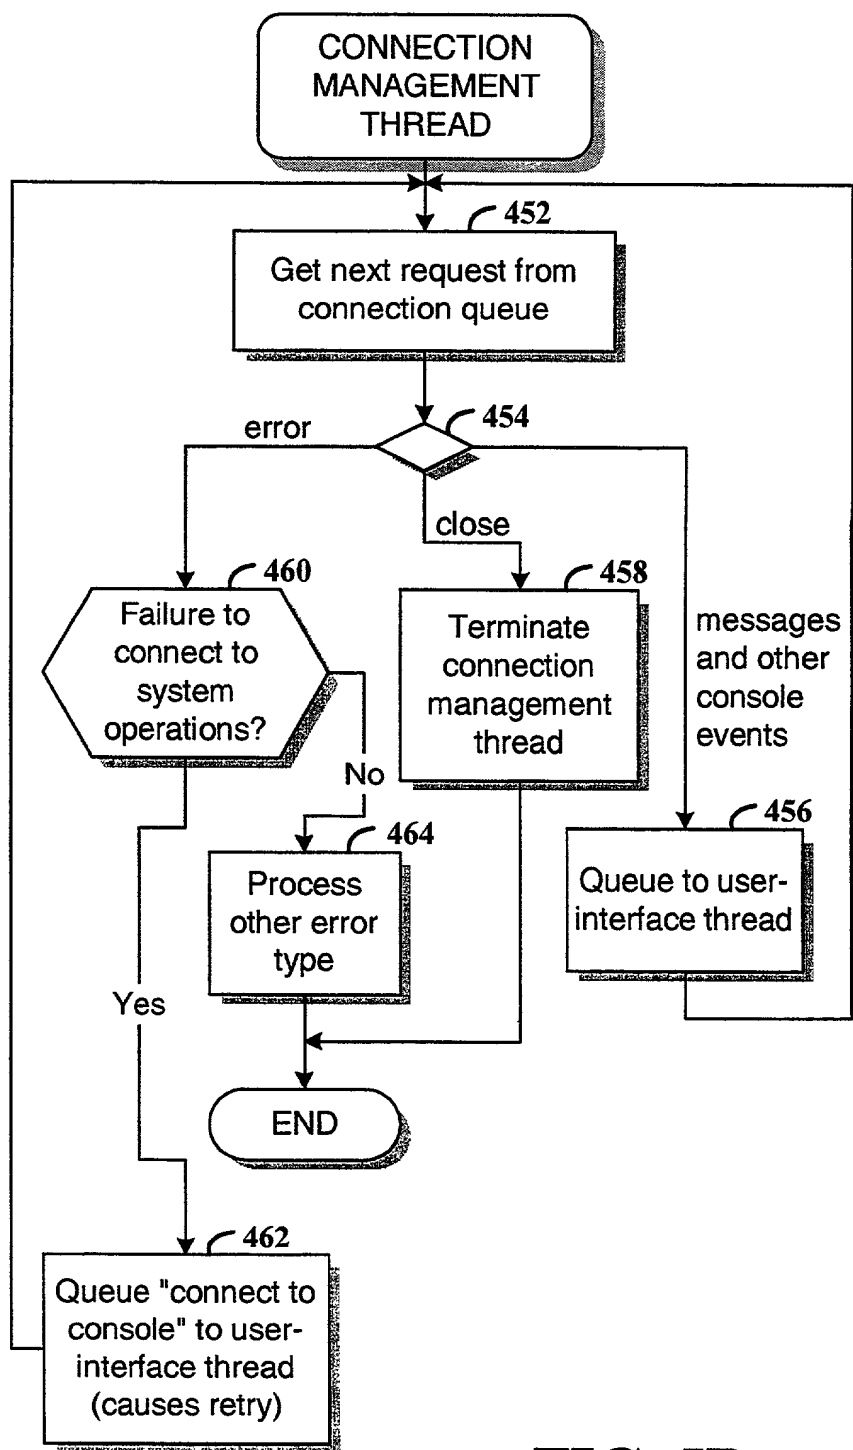 CONNECTION
MANAGEMENT
THREAD
452
Get next request from
connection queue
454
error
close
460
Failure to
connect to
system
operations?
458
Terminate
connection
management
thread
messages
and other
console
events
No
456
Queue to user-
interface thread
464
Process
other error
type
Yes
END
462
Queue "connect to
console" to user-
interface thread
(causes retry)